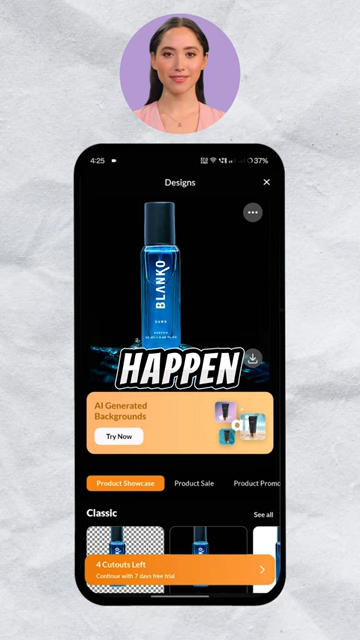 4:25
37%
Designs
BLANKO
HAPPEN
AI Generated
Backgrounds
Try Now
Product Showcase
Product Sale
Product Promo
Classic
See all
4 Cutouts Left
Continue with 7 days free trial